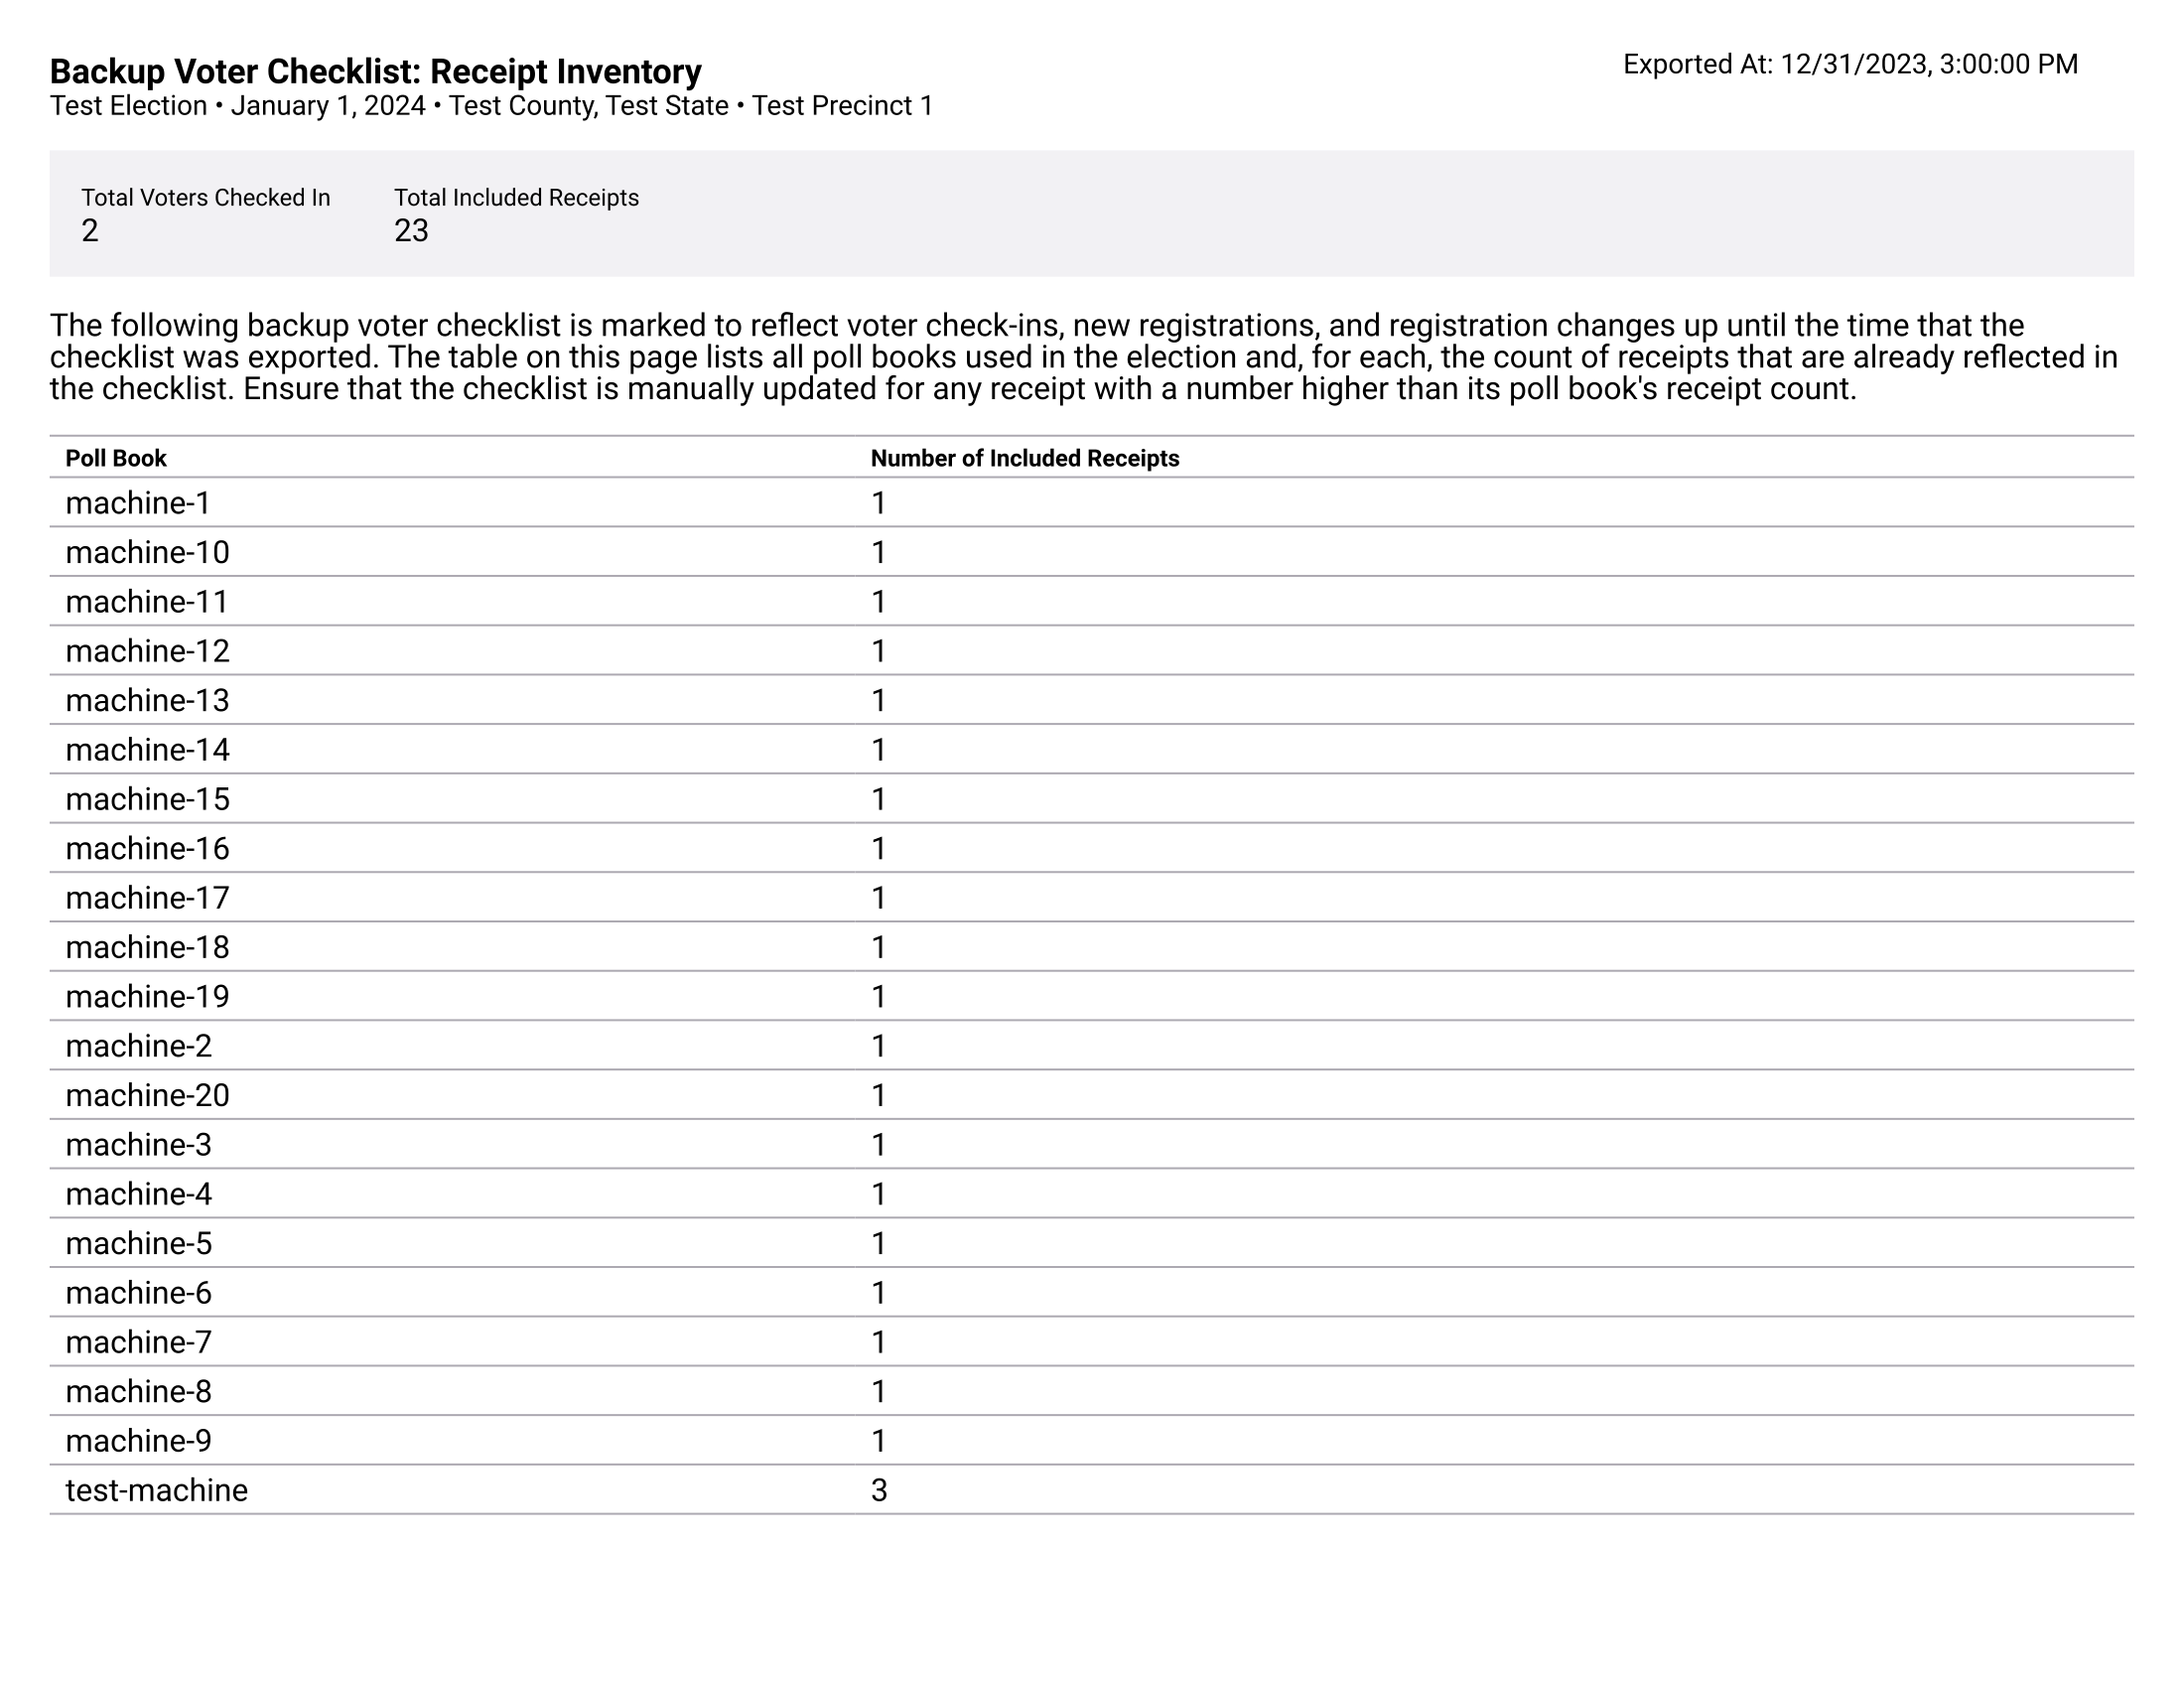 Backup Voter Checklist: Receipt Inventory
Exported At: 12/31/2023, 3:00:00 PM
Test Election • January 1, 2024 • Test County, Test State • Test Precinct 1
Total Voters Checked In Total Included Receipts
2 23
The following backup voter checklist is marked to reflect voter check-ins, new registrations, and registration changes up until the time that the
checklist was exported. The table on this page lists all poll books used in the election and, for each, the count of receipts that are already reflected in
the checklist. Ensure that the checklist is manually updated for any receipt with a number higher than its poll book's receipt count.
Poll Book Number of Included Receipts
machine-1 1
machine-10 1
machine-11 1
machine-12 1
machine-13 1
machine-14 1
machine-15 1
machine-16 1
machine-17 1
machine-18 1
machine-19 1
machine-2 1
machine-20 1
machine-3 1
machine-4 1
machine-5 1
machine-6 1
machine-7 1
machine-8 1
machine-9 1
test-machine 3